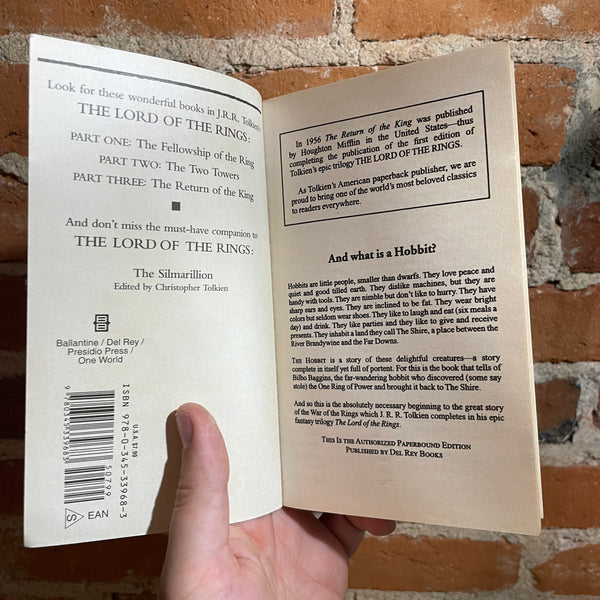 Look for these wonderful books in J.R.R. Tolkien's
THE LORD OF THE RINGS:
PART ONE: The Fellowship of the Ring
PART TWO: The Two Towers
PART THREE: The Return of the King
And don't miss the must-have companion to
THE LORD OF THE RINGS:
The Silmarillion
Edited by Christopher Tolkien
Ballantine / Del Rey /
Presidio Press /
One World
ISBN 978-0-345-33968-3
U.S.A. $7.99
9 780345 339683
50799
S EAN
In 1956 The Return of the King was published
by Houghton Mifflin in the United States—thus
completing the publication of the first edition of
Tolkien's epic trilogy THE LORD OF THE RINGS.
As Tolkien's American paperback publisher, we are
proud to bring one of the world's most beloved classics
to readers everywhere.
And what is a Hobbit?
Hobbits are little people, smaller than dwarfs. They love peace and
quiet and good tilled earth. They dislike machines, but they are
handy with tools. They are nimble but don't like to hurry. They have
sharp ears and eyes. They are inclined to be fat. They wear bright
colors but seldom wear shoes. They like to laugh and eat (six meals a
day) and drink. They like parties and they like to give and receive
presents. They inhabit a land they call The Shire, a place between the
River Brandywine and the Far Downs.
THE HOBBIT is a story of these delightful creatures—a story
complete in itself yet full of portent. For this is the book that tells of
Bilbo Baggins, the far-wandering hobbit who discovered (some say
stole) the One Ring of Power and brought it back to The Shire.
And so this is the absolutely necessary beginning to the great story
of the War of the Rings which J. R. R. Tolkien completes in his epic
fantasy trilogy The Lord of the Rings.
THIS IS THE AUTHORIZED PAPERBOUND EDITION
PUBLISHED BY DEL REY BOOKS